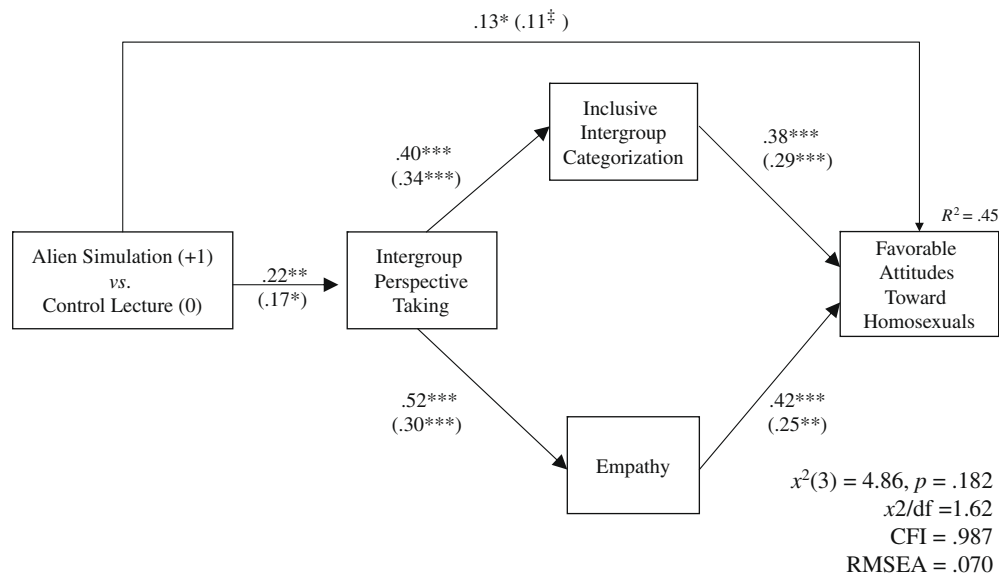 .13* (.11‡ )
Inclusive
Intergroup
Categorization
.40***
(.34***)
.38***
(.29***)
R² = .45
Alien Simulation (+1)
vs.
Control Lecture (0)
.22**
(.17*)
Intergroup
Perspective
Taking
Favorable
Attitudes
Toward
Homosexuals
.52***
(.30***)
Empathy
.42***
(.25**)
x²(3) = 4.86, p = .182
x2/df =1.62
CFI = .987
RMSEA = .070